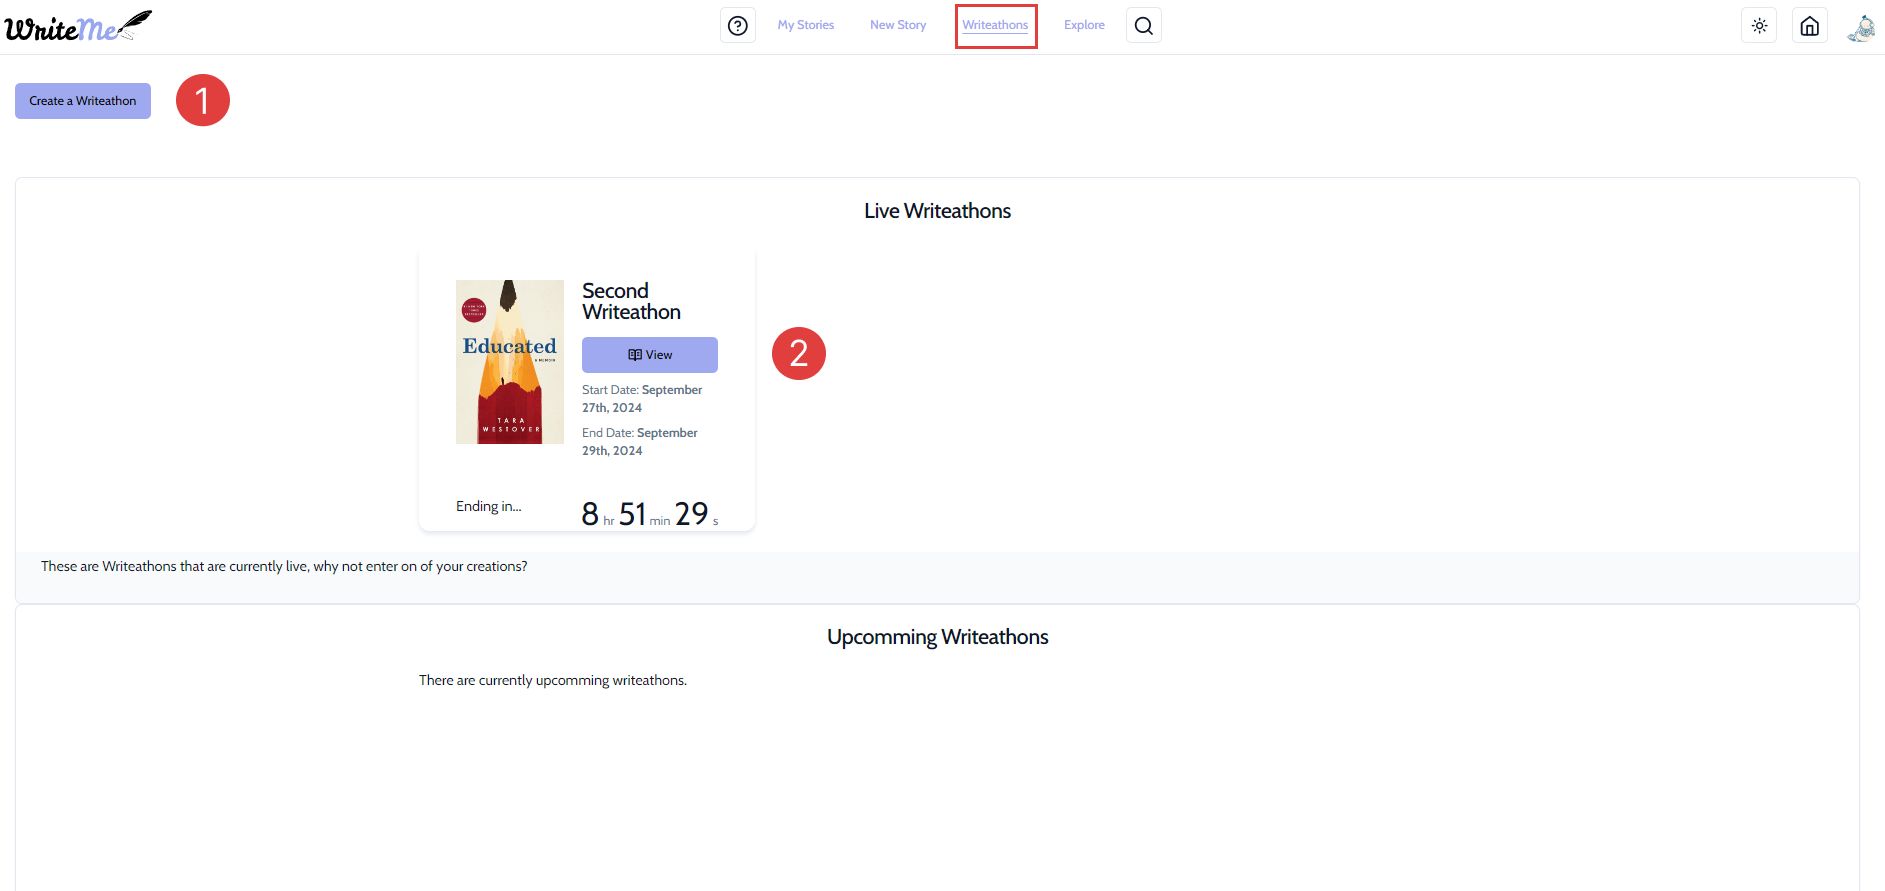 WriteMe
My Stories
New Story
Writeathons
Explore
Create a Writeathon
1
Live Writeathons
Second
Writeathon
Educated
A MEMOIR
TARA
WESTOVER
View
2
Start Date: September
27th, 2024
End Date: September
29th, 2024
Ending in...
8 hr 51 min 29 s
These are Writeathons that are currently live, why not enter on of your creations?
Upcomming Writeathons
There are currently upcomming writeathons.